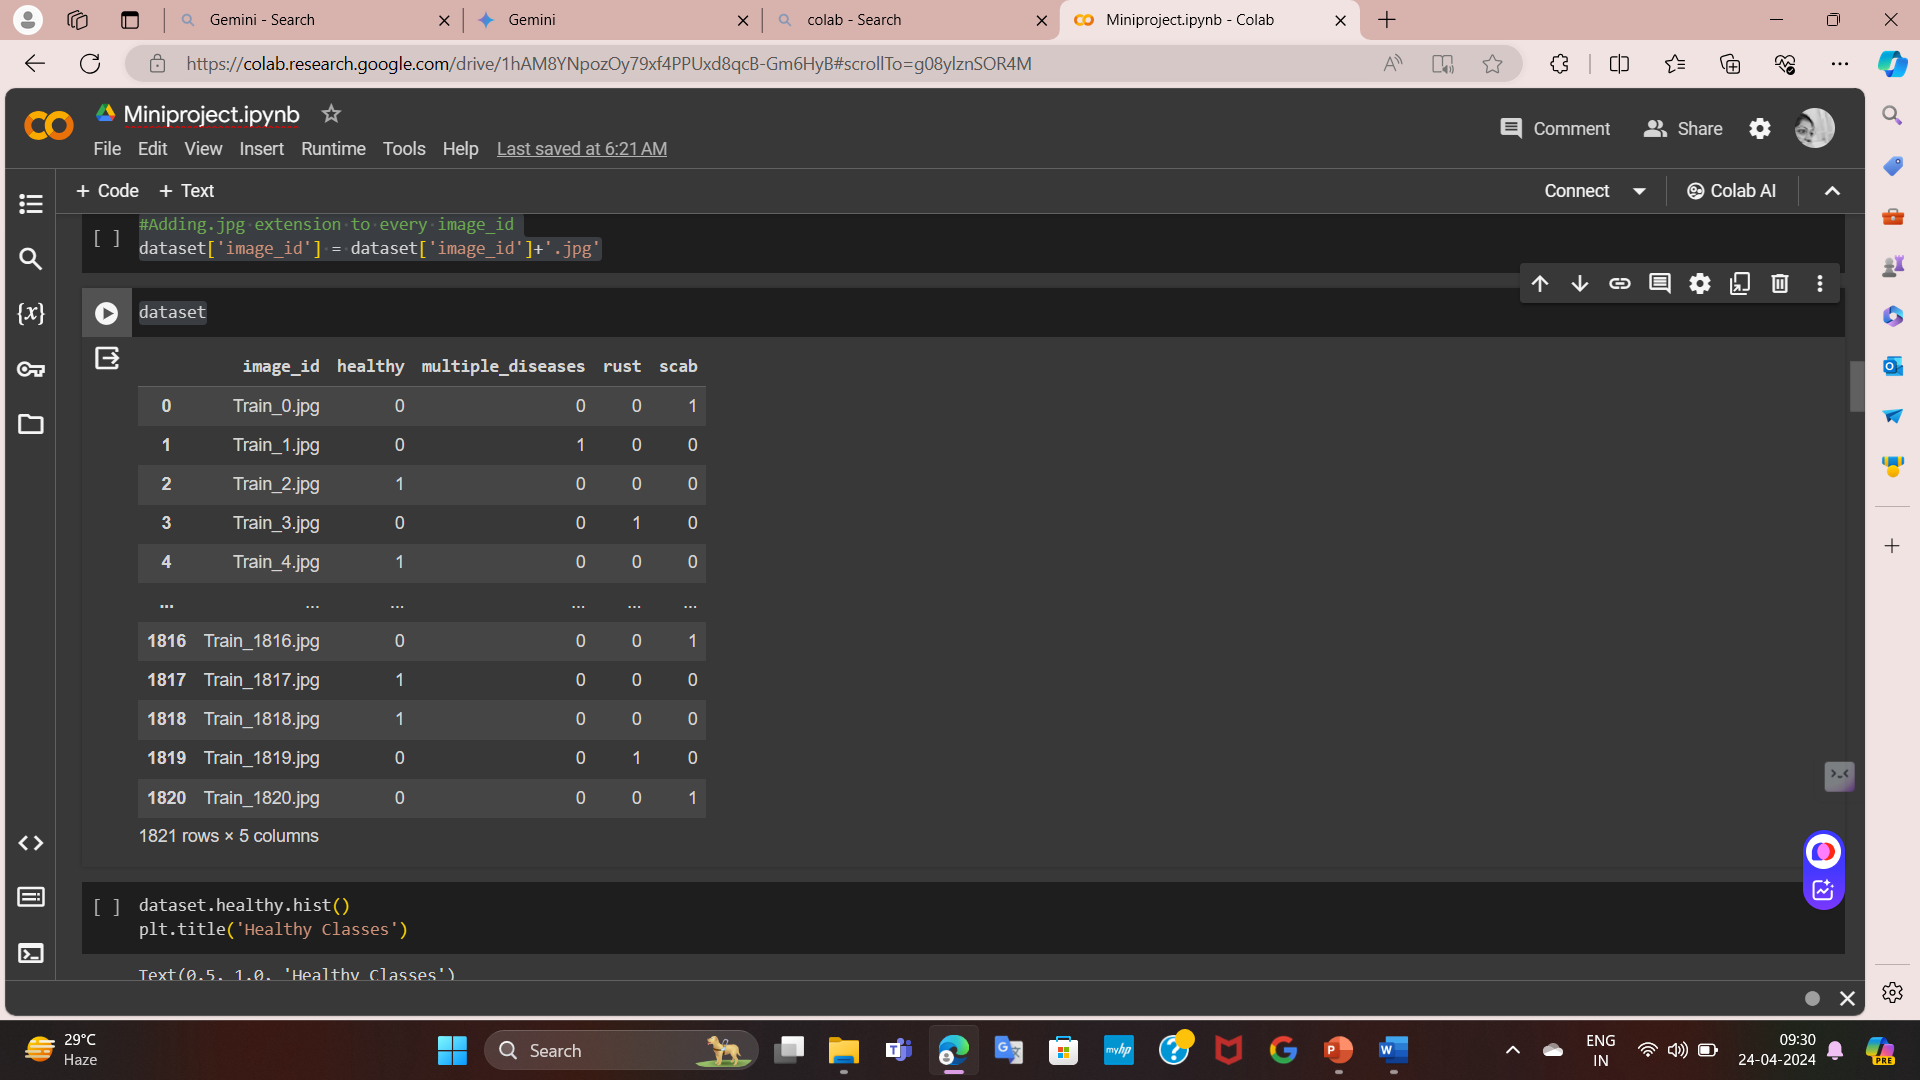 Gemini - Search
Gemini
colab - Search
Miniproject.ipynb - Colab
https://colab.research.google.com/drive/1hAM8YNpozOy79xf4PPUxd8qcB-Gm6HyB#scrollTo=g08ylznSOR4M
Miniproject.ipynb
Comment
Share
File Edit View Insert Runtime Tools Help Last saved at 6:21 AM
+ Code + Text
Connect
Colab AI
#Adding.jpg extension to every image_id
[ ] dataset['image_id'] = dataset['image_id']+'.jpg'
dataset
image_id healthy multiple_diseases rust scab
0 Train_0.jpg 0 0 0 1
1 Train_1.jpg 0 1 0 0
2 Train_2.jpg 1 0 0 0
3 Train_3.jpg 0 0 1 0
4 Train_4.jpg 1 0 0 0
... ... ... ... ... ...
1816 Train_1816.jpg 0 0 0 1
1817 Train_1817.jpg 1 0 0 0
1818 Train_1818.jpg 1 0 0 0
1819 Train_1819.jpg 0 0 1 0
1820 Train_1820.jpg 0 0 0 1
1821 rows × 5 columns
[ ] dataset.healthy.hist()
plt.title('Healthy Classes')
Text(0.5, 1.0, 'Healthy Classes')
29°C
Haze
Search
ENG
IN
09:30
24-04-2024